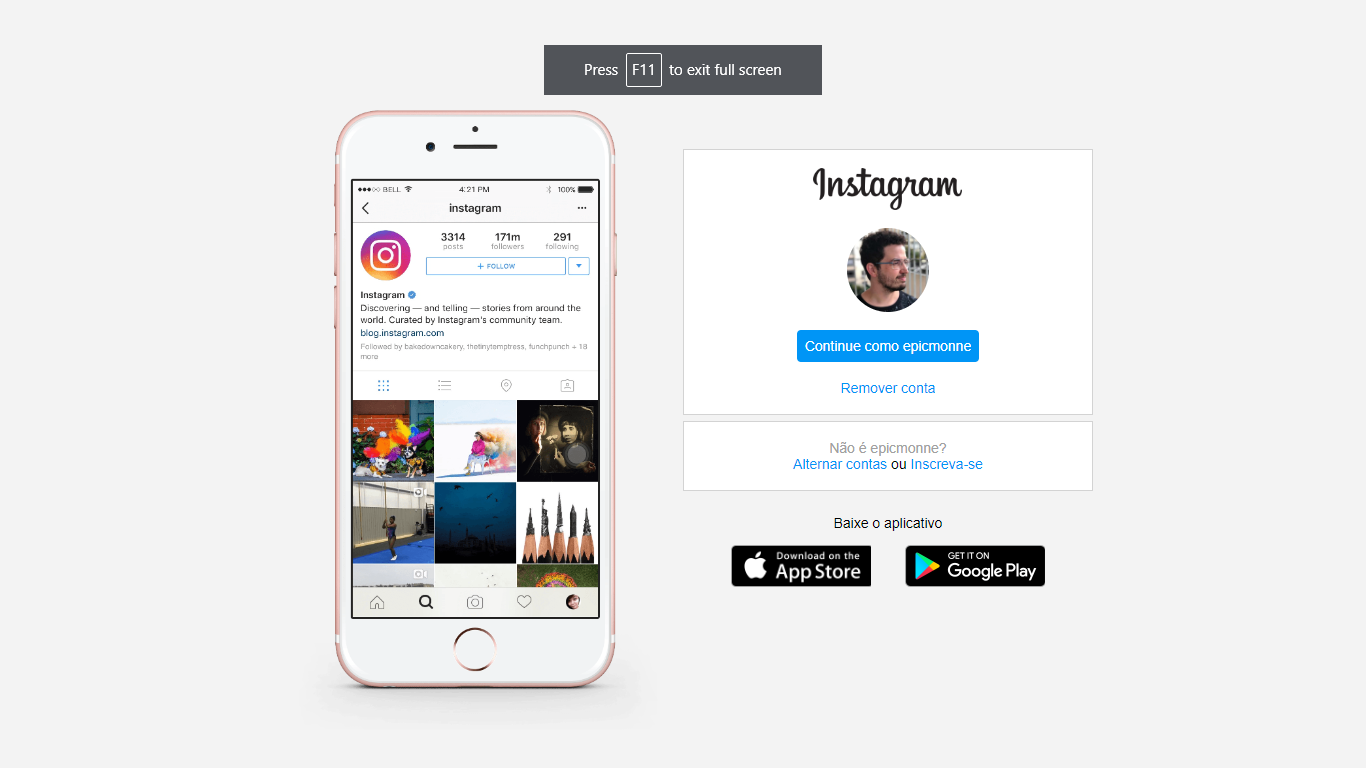 Press F11 to exit full screen
BELL 4:21 PM 100%
instagram
3314 171m 291
posts followers following
+ FOLLOW
Instagram
Discovering — and telling — stories from around the
world. Curated by Instagram's community team.
blog.instagram.com
Followed by bakedowncakery, thetinytemptress, funchpunch + 18
more
Instagram
Continue como epicmonne
Remover conta
Não é epicmonne?
Alternar contas ou Inscreva-se
Baixe o aplicativo
Download on the
App Store
GET IT ON
Google Play